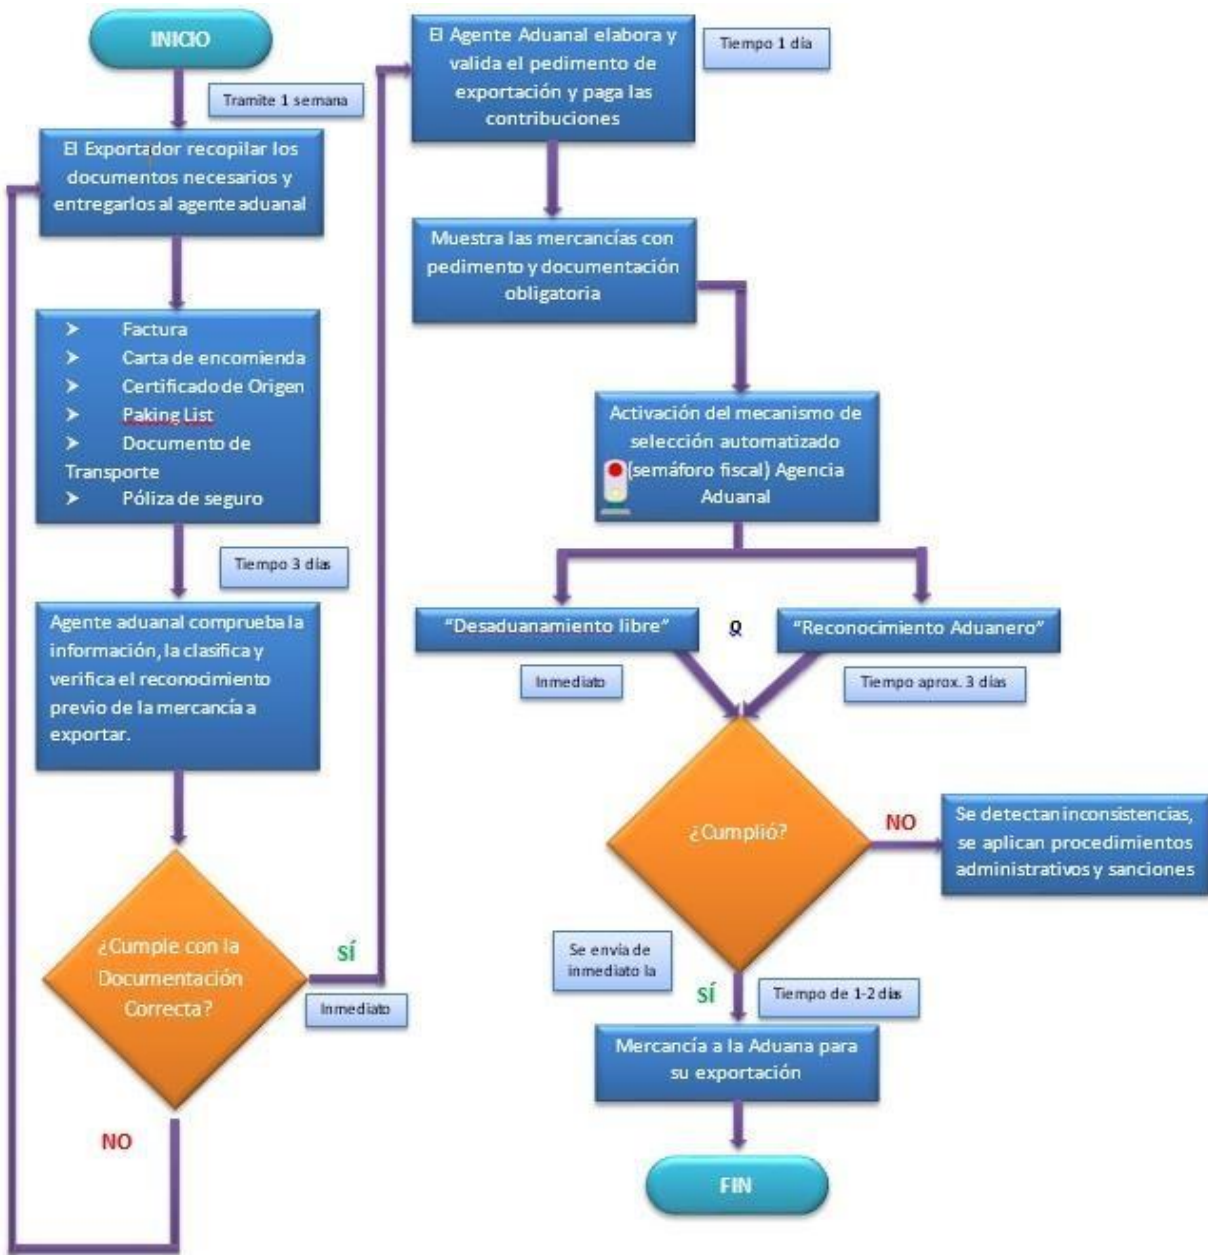 INICIO
Tramite 1 semana
El Exportador recopilar los
documentos necesarios y
entregarlos al agente aduanal
➢ Factura
➢ Carta de encomienda
➢ Certificado de Origen
➢ Paking List
➢ Documento de
Transporte
➢ Póliza de seguro
Tiempo 3 días
Agente aduanal comprueba la
información, la clasifica y
verifica el reconocimiento
previo de la mercancía a
exportar.
¿Cumple con la
Documentación
Correcta?
SÍ
Inmediato
NO
El Agente Aduanal elabora y
valida el pedimento de
exportación y paga las
contribuciones
Tiempo 1 día
Muestra las mercancías con
pedimento y documentación
obligatoria
Activación del mecanismo de
selección automatizado
(semáforo fiscal) Agencia
Aduanal
“Desaduanamiento libre”
O
“Reconocimiento Aduanero”
Inmediato
Tiempo aprox. 3 días
¿Cumplió?
NO
Se detectan inconsistencias,
se aplican procedimientos
administrativos y sanciones
Se envía de
inmediato la
SÍ
Tiempo de 1-2 días
Mercancía a la Aduana para
su exportación
FIN